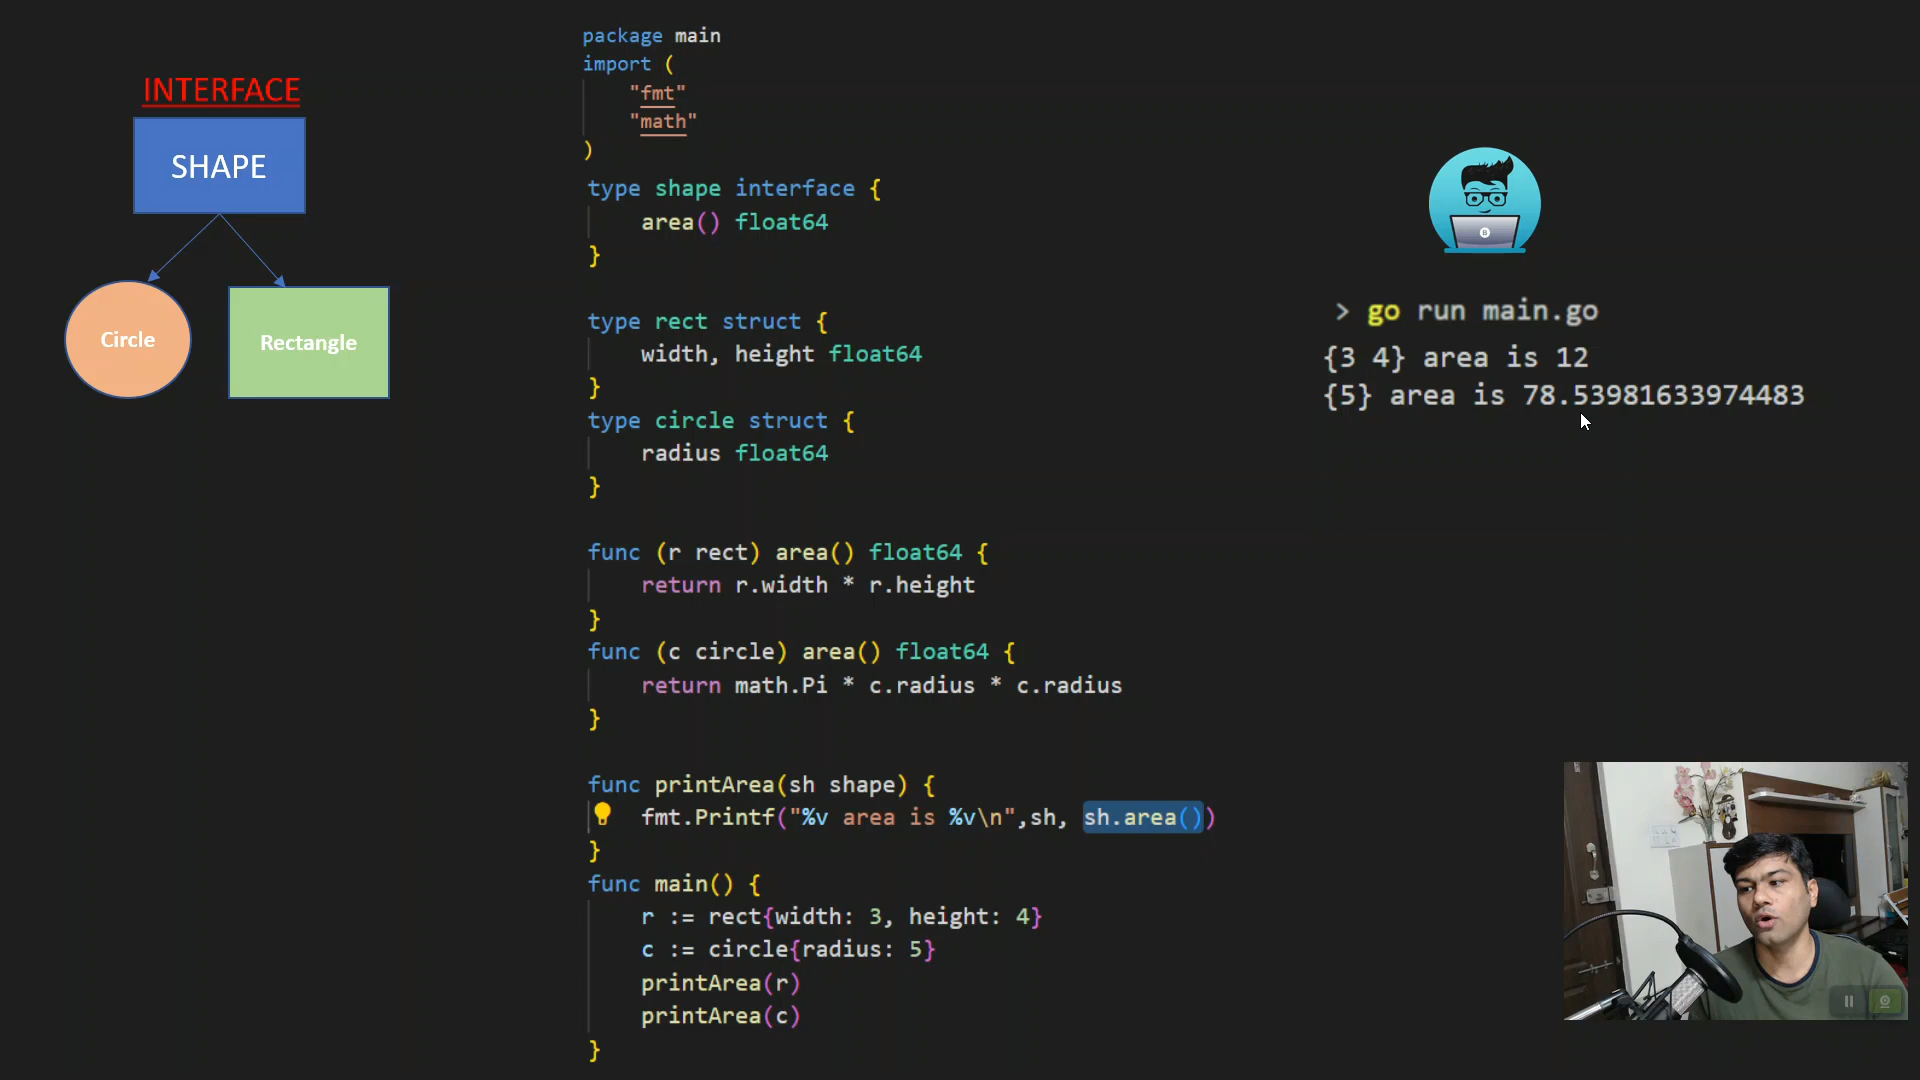 INTERFACE
SHAPE
Circle
Rectangle
package main
import (
"fmt"
"math"
)
type shape interface {
area() float64
}
type rect struct {
width, height float64
}
type circle struct {
radius float64
}
func (r rect) area() float64 {
return r.width * r.height
}
func (c circle) area() float64 {
return math.Pi * c.radius * c.radius
}
func printArea(sh shape) {
fmt.Printf("%v area is %v\n",sh, sh.area())
}
func main() {
r := rect{width: 3, height: 4}
c := circle{radius: 5}
printArea(r)
printArea(c)
}
> go run main.go
{3 4} area is 12
{5} area is 78.53981633974483